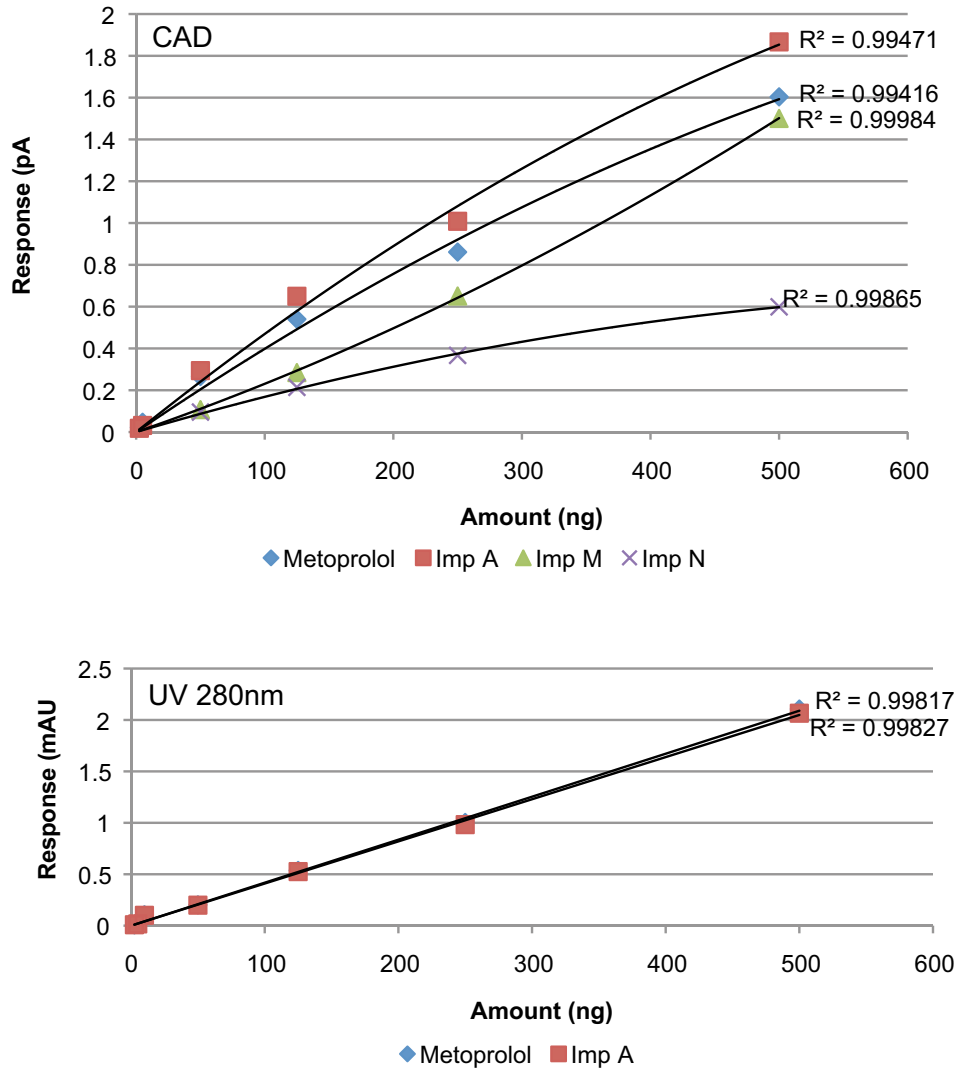 CAD
2
1.8
1.6
1.4
1.2
1
0.8
0.6
0.4
0.2
0
Response (pA
R² = 0.99471
R² = 0.99416
R² = 0.99984
R² = 0.99865
0 100 200 300 400 500 600
Amount (ng)
Metoprolol Imp A Imp M Imp N
UV 280nm
2.5
2
1.5
1
0.5
0
Response (mAU
R² = 0.99817
R² = 0.99827
0 100 200 300 400 500 600
Amount (ng)
Metoprolol Imp A